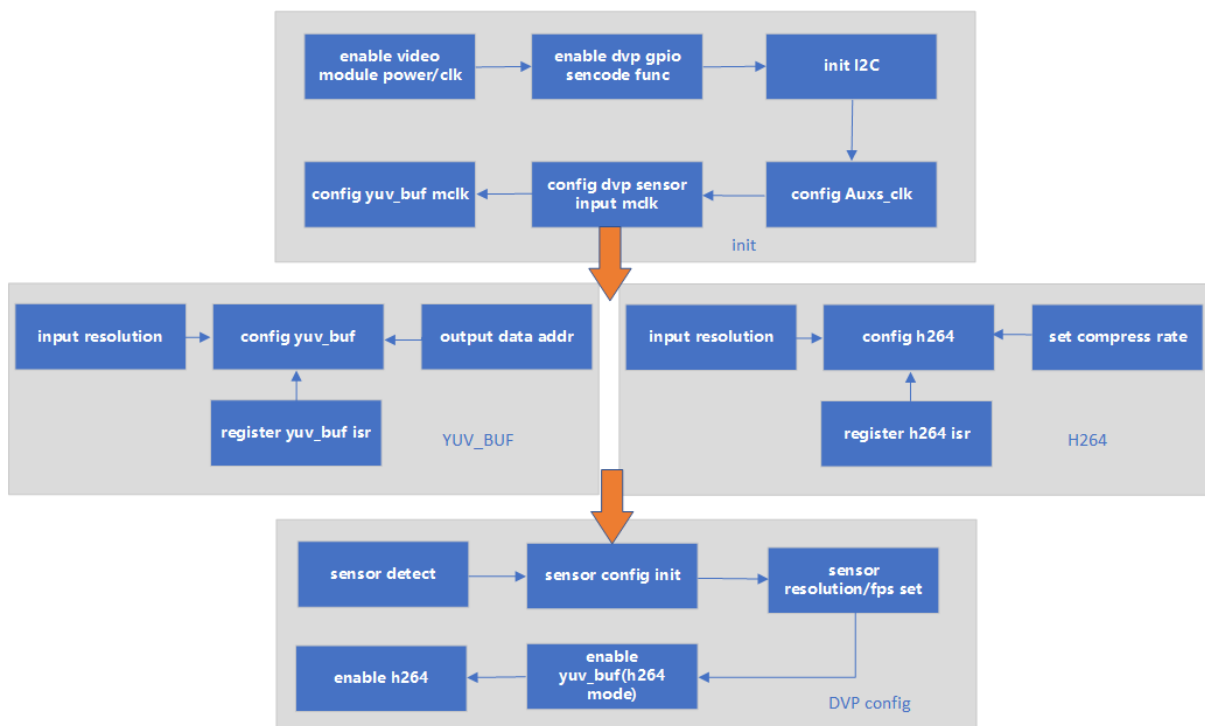 enable video
module power/clk
enable dvp gpio
sencode func
init I2C
config yuv_buf mclk
config dvp sensor
input mclk
config Auxs_clk
init
input resolution
config yuv_buf
output data addr
register yuv_buf isr
YUV_BUF
input resolution
config h264
set compress rate
register h264 isr
H264
sensor detect
sensor config init
sensor
resolution/fps set
enable h264
enable
yuv_buf(h264
mode)
DVP config